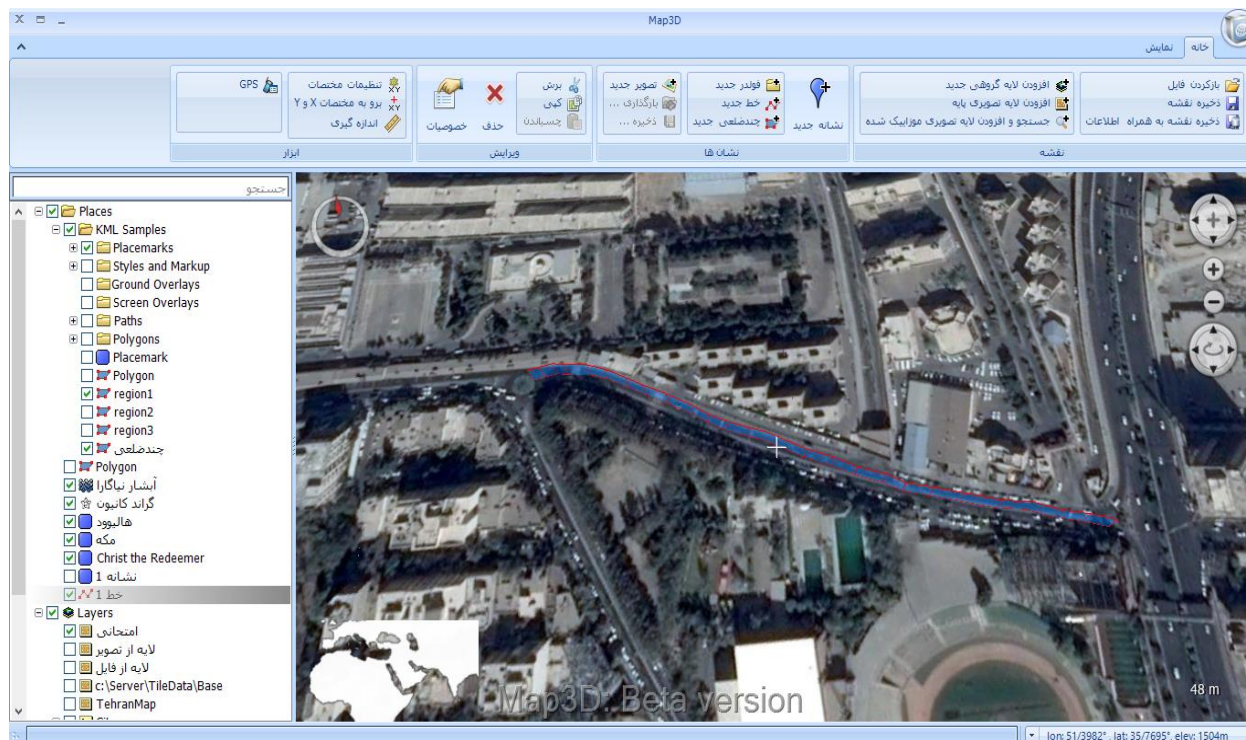 Map3D
خانه
نمایش
بازکردن فایل
ذخیره نقشه
ذخیره نقشه به همراه اطلاعات
افزودن لایه گروهی جدید
افزودن لایه تصویری پایه
جستجو و افزودن لایه تصویری موزاییک شده
نقشه
نشانه جدید
فولدر جدید
خط جدید
چندضلعی جدید
تصویر جدید
بارگذاری ...
ذخیره ...
نشان ها
برش
کپی
چسباندن
حذف
خصوصیات
ویرایش
تنظیمات مختصات
برو به مختصات X و Y
اندازه گیری
GPS
ابزار
جستجو
Places
KML Samples
Placemarks
Styles and Markup
Ground Overlays
Screen Overlays
Paths
Polygons
Placemark
Polygon
region1
region2
region3
چندضلعی
Polygon
آبشار نیاگارا
گراند کانیون
هالیوود
مکه
Christ the Redeemer
نشانه 1
خط 1
Layers
امتحانی
لایه از تصویر
لایه از فایل
c:\Server\TileData\Base
TehranMap
48 m
Map3D: Beta version
lon: 51/3982°, lat: 35/7695°, elev: 1504m